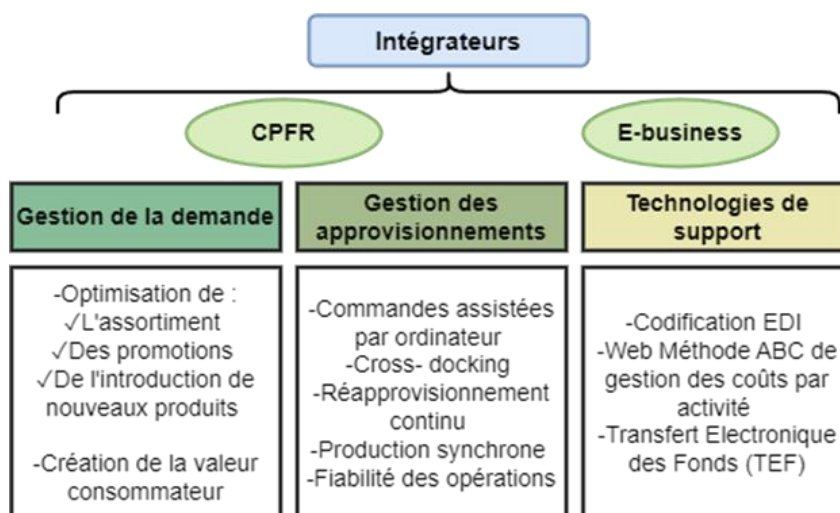 Intégrateurs
CPFR
E-business
Gestion de la demande
Gestion des
approvisionnements
Technologies de
support
-Optimisation de :
✓L'assortiment
✓Des promotions
✓De l'introduction de
nouveaux produits
-Création de la valeur
consommateur
-Commandes assistées
par ordinateur
-Cross- docking
-Réapprovisionnement
continu
-Production synchrone
-Fiabilité des opérations
-Codification EDI
-Web Méthode ABC de
gestion des coûts par
activité
-Transfert Electronique
des Fonds (TEF)